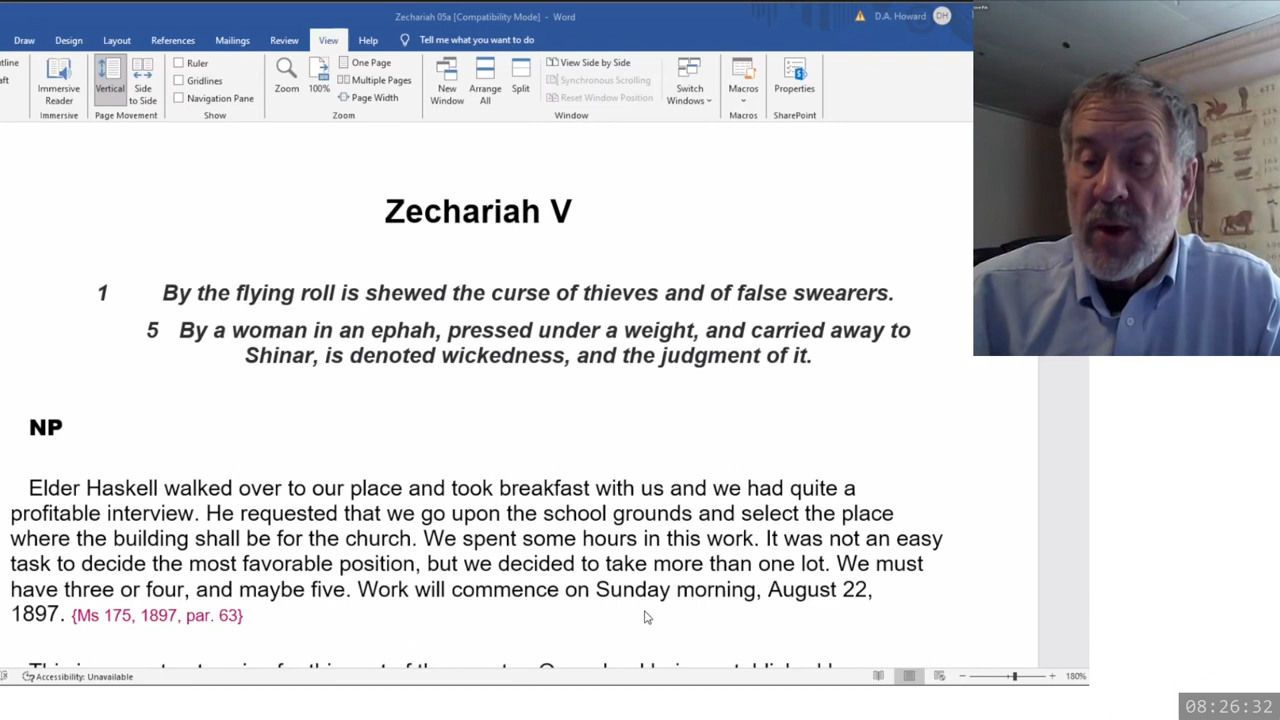 Zechariah 05a [Compatibility Mode] - Word
D.A. Howard DH
Draw Design Layout References Mailings Review View Help Tell me what you want to do
Immersive Reader
Immersive
Vertical
Side to Side
Page Movement
Ruler
Gridlines
Navigation Pane
Show
Zoom
100%
One Page
Multiple Pages
Page Width
Zoom
New Window
Arrange All
Split
View Side by Side
Synchronous Scrolling
Reset Window Position
Switch Windows
Window
Macros
Macros
Properties
SharePoint
Zechariah V
1 By the flying roll is shewed the curse of thieves and of false swearers.
5 By a woman in an ephah, pressed under a weight, and carried away to
Shinar, is denoted wickedness, and the judgment of it.
NP
Elder Haskell walked over to our place and took breakfast with us and we had quite a
profitable interview. He requested that we go upon the school grounds and select the place
where the building shall be for the church. We spent some hours in this work. It was not an easy
task to decide the most favorable position, but we decided to take more than one lot. We must
have three or four, and maybe five. Work will commence on Sunday morning, August 22,
1897. {Ms 175, 1897, par. 63}
Accessibility: Unavailable
180%
08:26:32